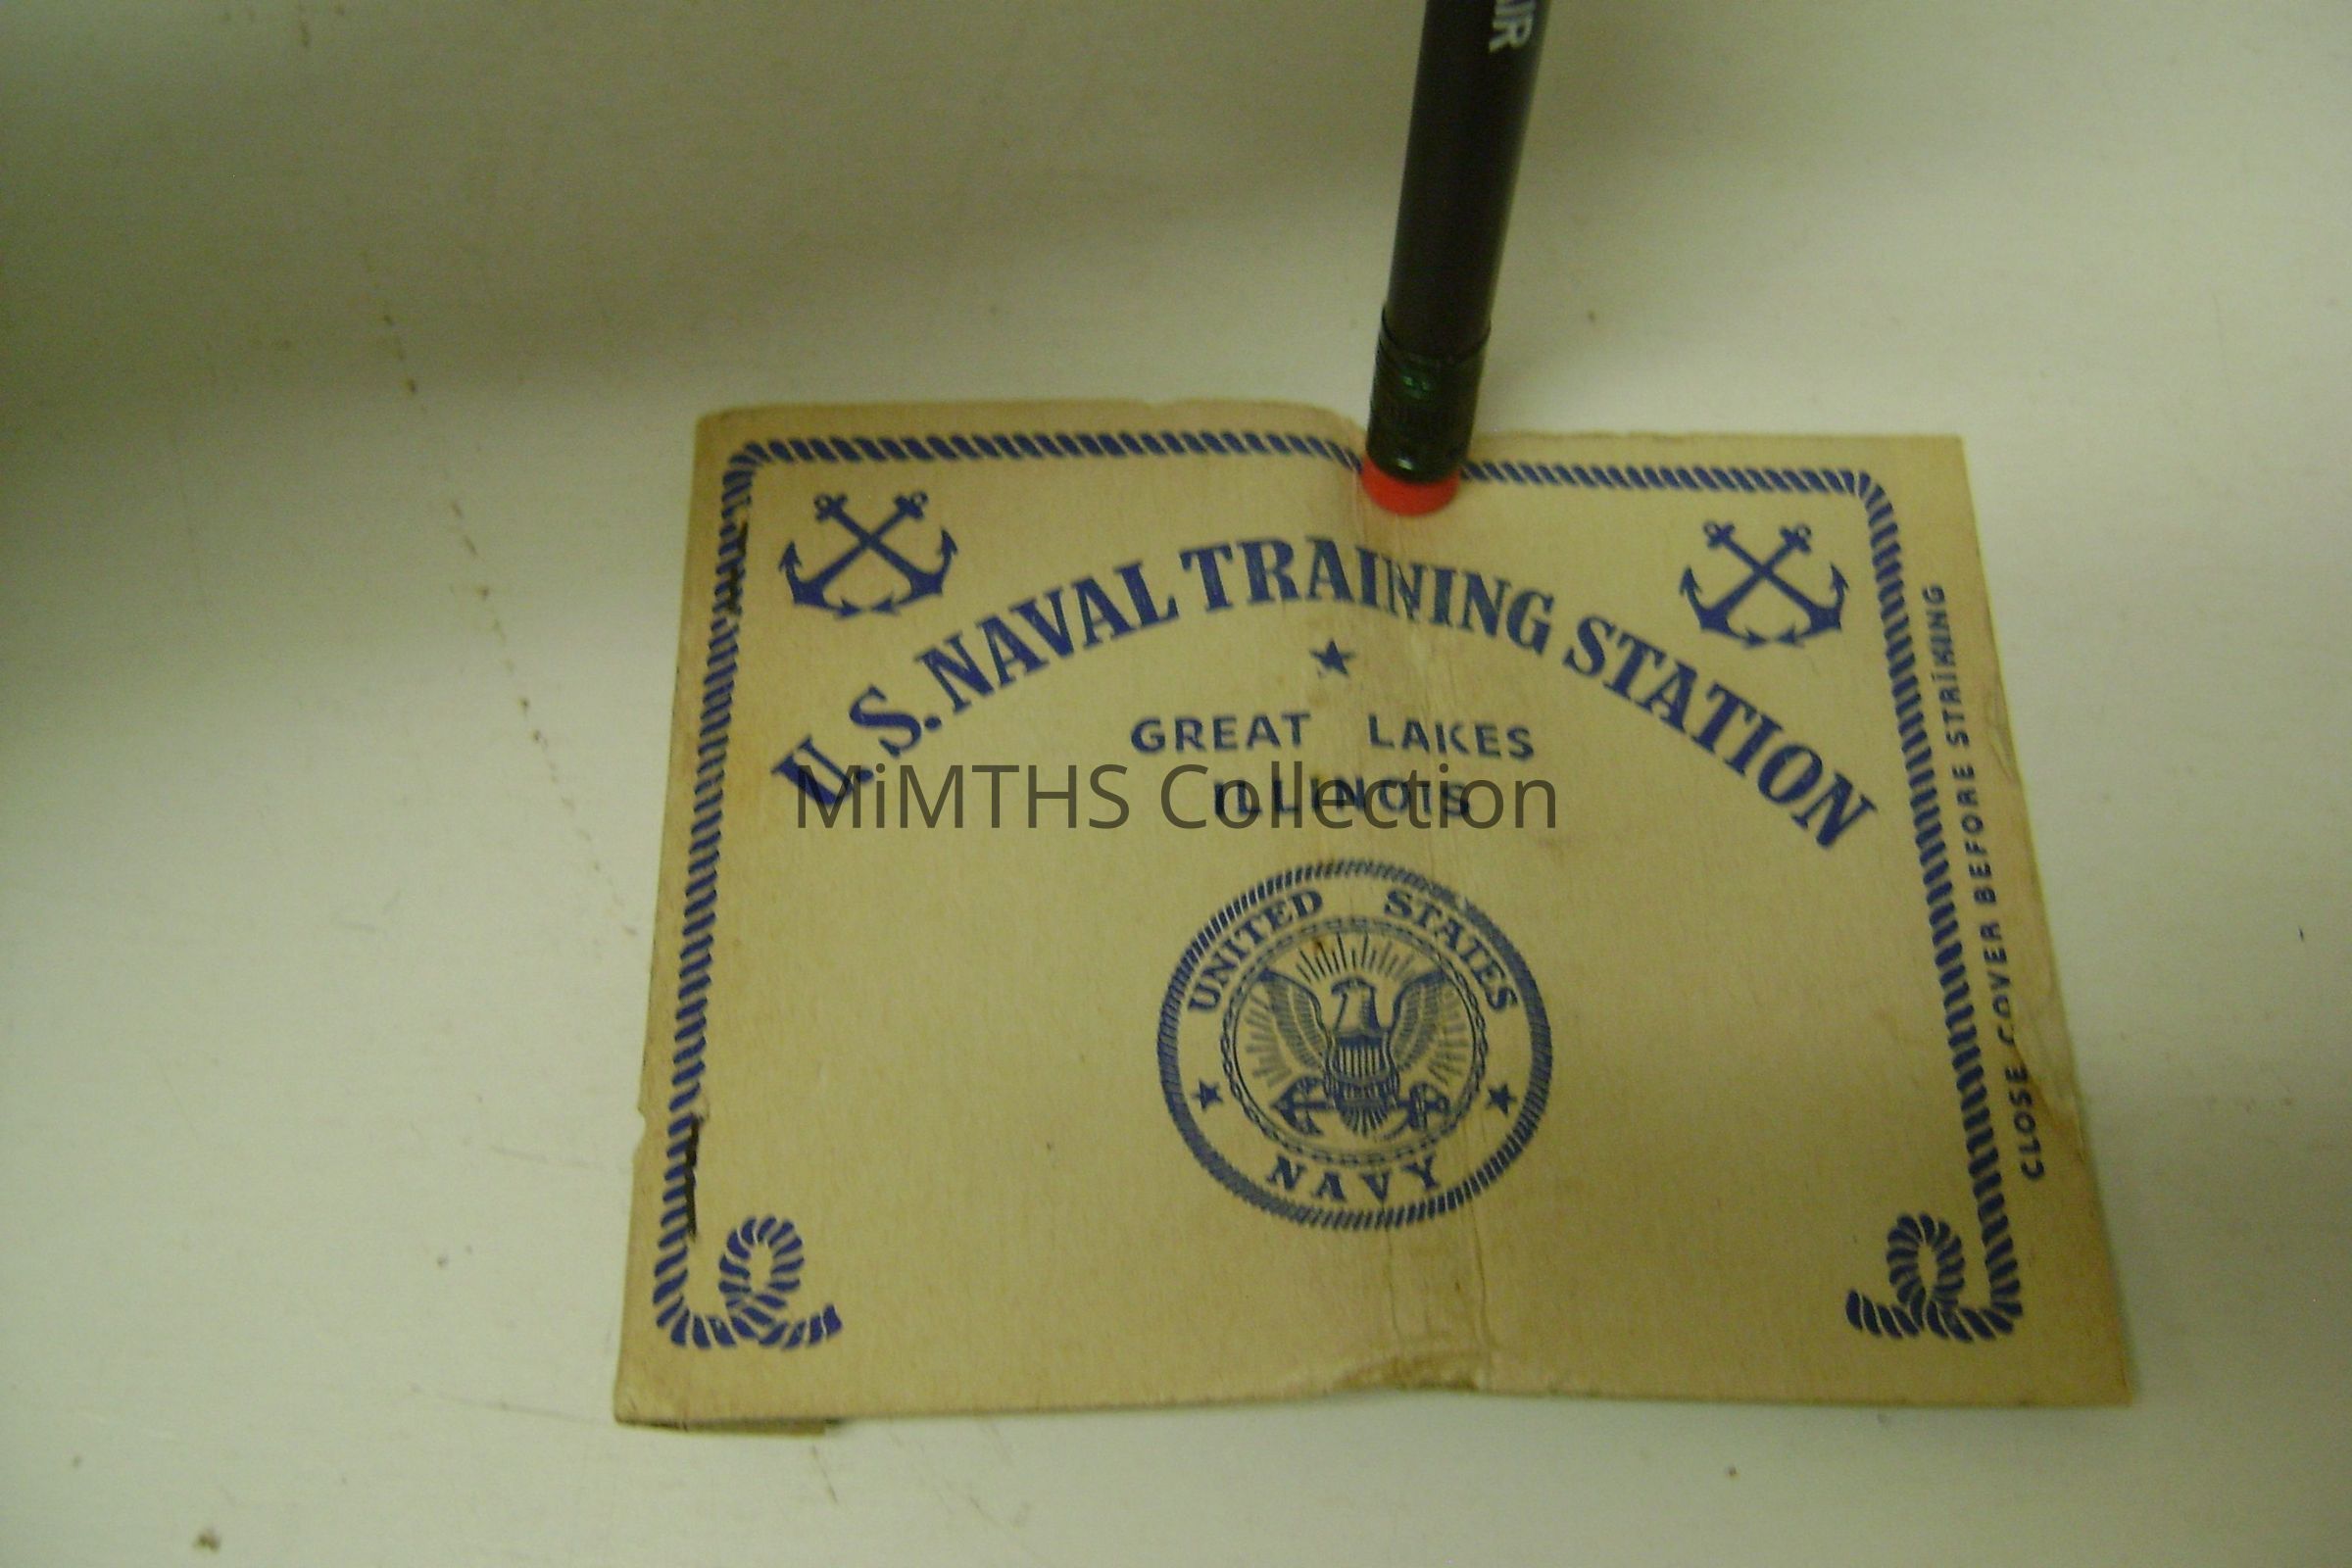 U.S. NAVAL TRAINING STATION
GREAT LAKES
ILLINOIS
MiMTHS Collection
UNITED STATES
NAVY
CLOSE COVER BEFORE STRIKING